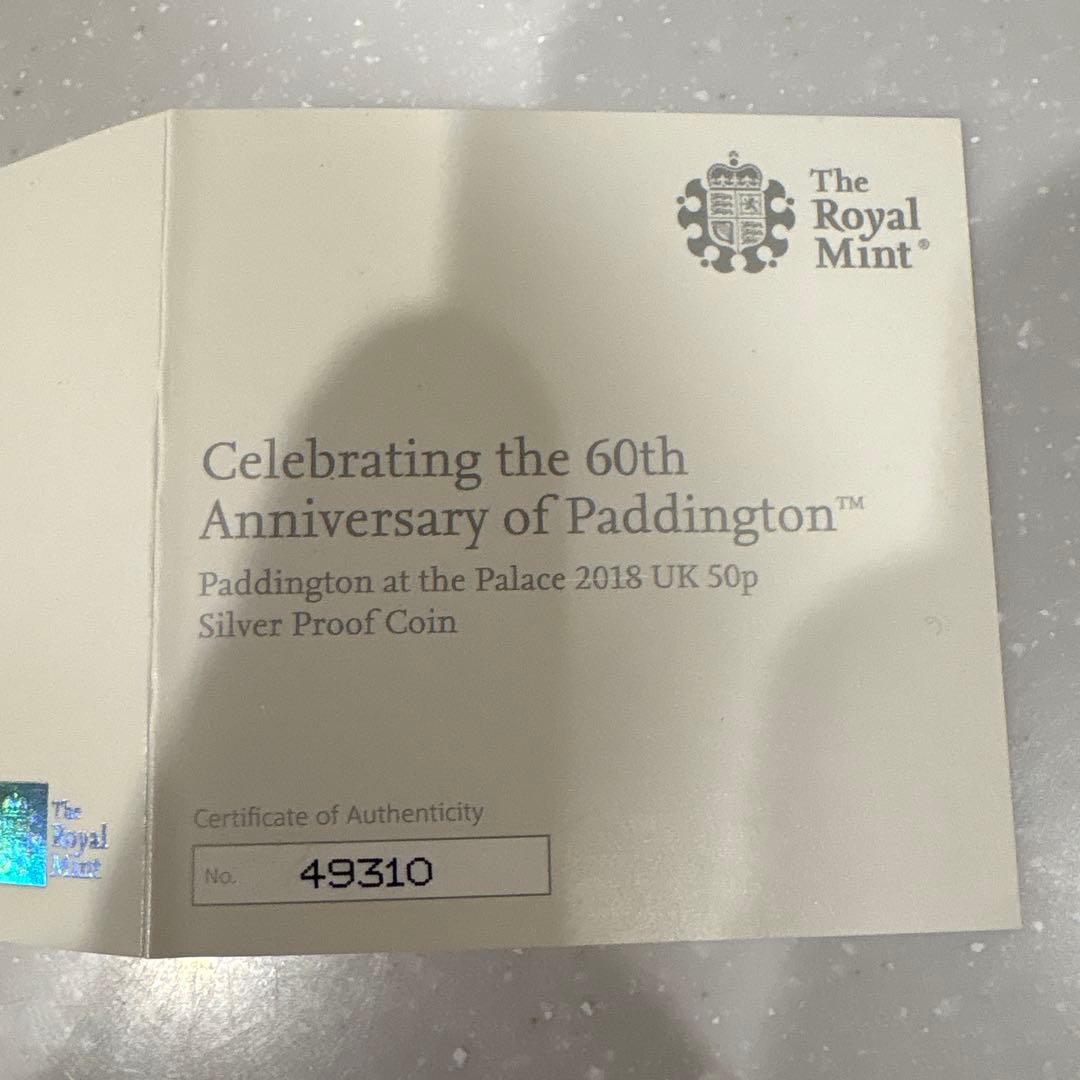 The
Royal
Mint®
Celebrating the 60th
Anniversary of Paddington™
Paddington at the Palace 2018 UK 50p
Silver Proof Coin
Certificate of Authenticity
No. 49310
The
Royal
Mint